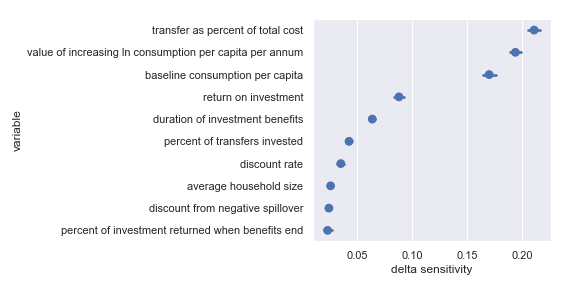 transfer as percent of total cost
value of increasing ln consumption per capita per annum
baseline consumption per capita
return on investment
duration of investment benefits
percent of transfers invested
discount rate
average household size
discount from negative spillover
percent of investment returned when benefits end
variable
0.05 0.10 0.15 0.20
delta sensitivity